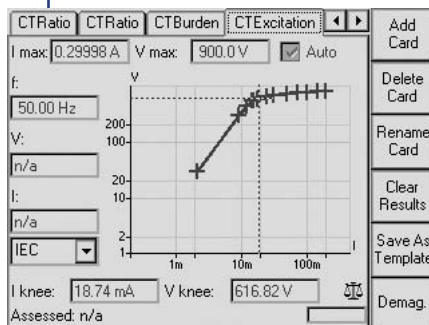 CTRatio CTRatio CTBurden CTExcitation
I max: 0.29998 A V max: 900.0 V Auto
f:
50.00 Hz
V:
n/a
I:
n/a
IEC
V
200-
100-
20-
10-
2-
1-
1m 10m 100m
I
I knee: 18.74 mA V knee: 616.82 V
Assessed: n/a
Add
Card
Delete
Card
Rename
Card
Clear
Results
Save As
Template
Demag.